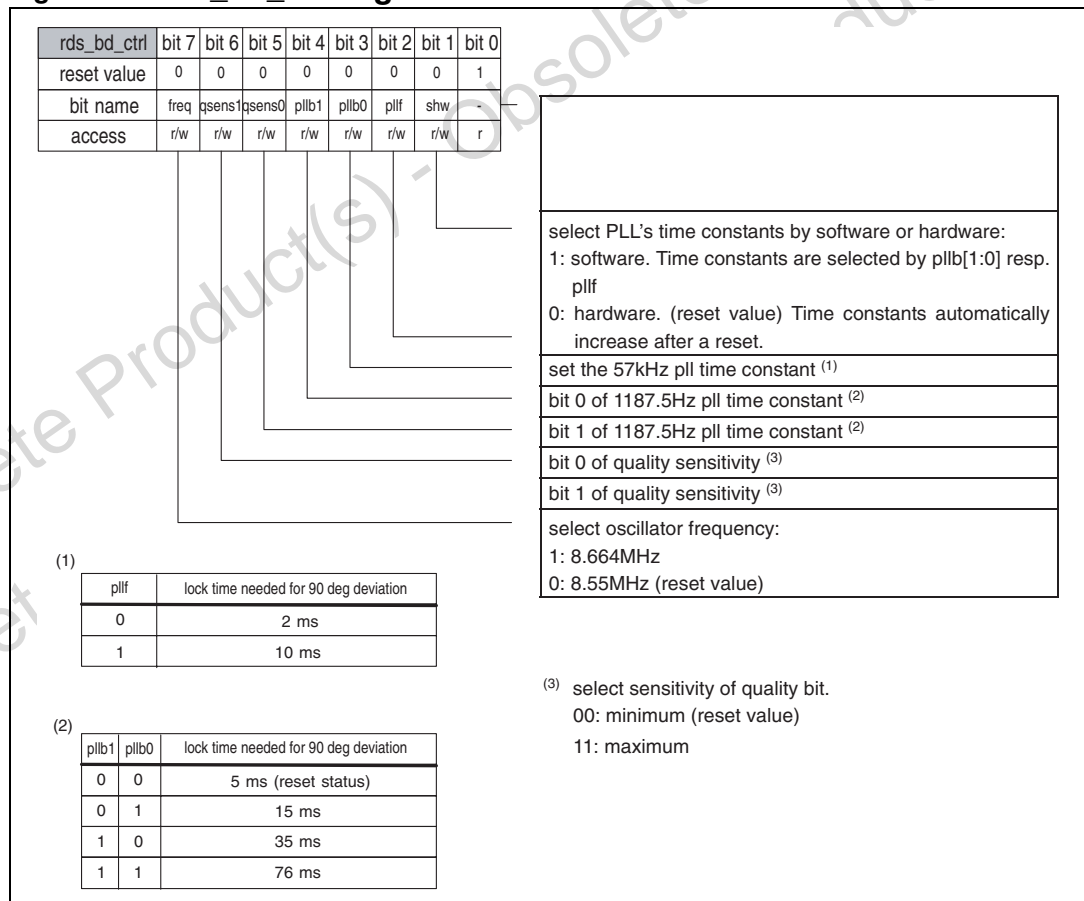 rds_bd_ctrl bit 7 bit 6 bit 5 bit 4 bit 3 bit 2 bit 1 bit 0
reset value 0 0 0 0 0 0 0 1
bit name freq qsens1 qsens0 pllb1 pllb0 pllf shw -
access r/w r/w r/w r/w r/w r/w r/w r
select PLL's time constants by software or hardware:
1: software. Time constants are selected by pllb[1:0] resp.
pllf
0: hardware. (reset value) Time constants automatically
increase after a reset.
set the 57kHz pll time constant (1)
bit 0 of 1187.5Hz pll time constant (2)
bit 1 of 1187.5Hz pll time constant (2)
bit 0 of quality sensitivity (3)
bit 1 of quality sensitivity (3)
select oscillator frequency:
1: 8.664MHz
0: 8.55MHz (reset value)
(1)
pllf lock time needed for 90 deg deviation
0 2 ms
1 10 ms
(3) select sensitivity of quality bit.
00: minimum (reset value)
11: maximum
(2)
pllb1 pllb0 lock time needed for 90 deg deviation
0 0 5 ms (reset status)
0 1 15 ms
1 0 35 ms
1 1 76 ms
ete Product(s) - Obsolete